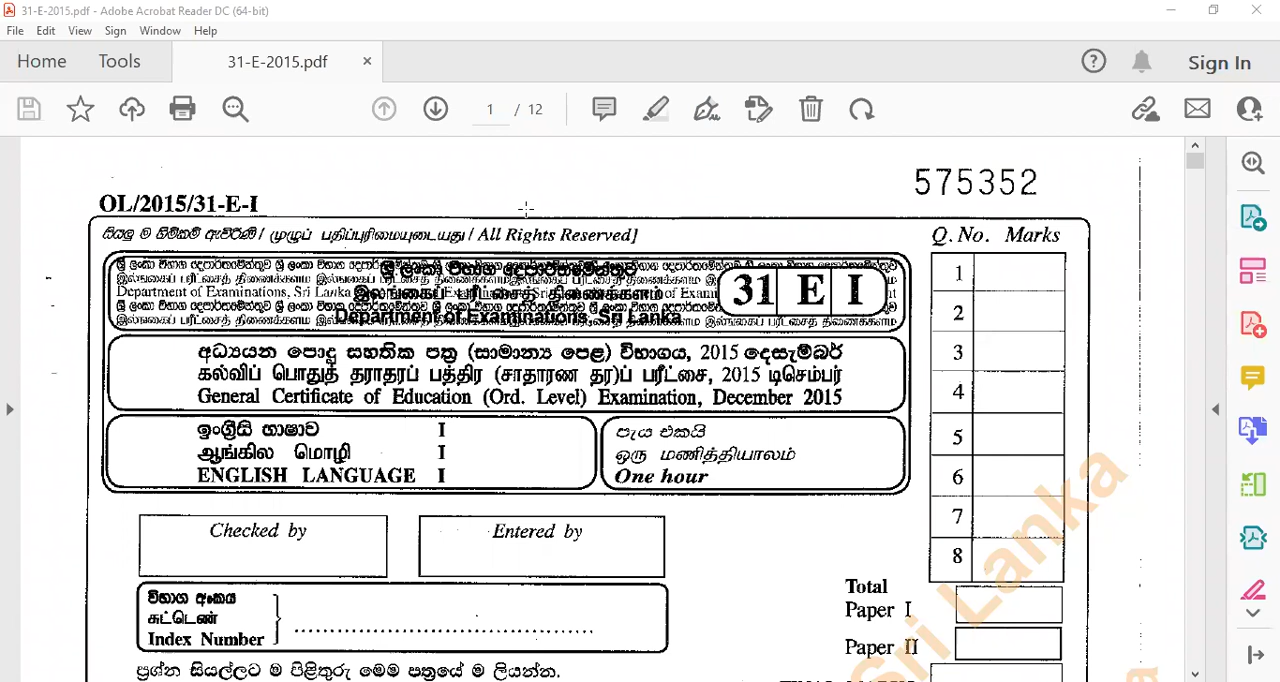 31-E-2015.pdf - Adobe Acrobat Reader DC (64-bit)
File Edit View Sign Window Help
Home Tools 31-E-2015.pdf × Sign In
1 / 12
575352
OL/2015/31-E-I
සියලු ම හිමිකම් ඇවිරිණි / முழுப் பதிப்புரிமையுடையது / All Rights Reserved]
Q. No. Marks
ශ්‍රී ලංකා විභාග දෙපාර්තමේන්තුව
இலங்கைப் பரீட்சைத் திணைக்களம்
Department of Examinations, Sri Lanka
31 E I
අධ්‍යයන පොදු සහතික පත්‍ර (සාමාන්‍ය පෙළ) විභාගය, 2015 දෙසැම්බර්
கல்விப் பொதுத் தராதரப் பத்திர (சாதாரண தர)ப் பரீட்சை, 2015 டிசெம்பர்
General Certificate of Education (Ord. Level) Examination, December 2015
ඉංග්‍රීසි භාෂාව I
ஆங்கில மொழி I
ENGLISH LANGUAGE I
පැය එකයි
ஒரு மணித்தியாலம்
One hour
1
2
3
4
5
6
7
8
Checked by
Entered by
Total
Paper I
Paper II
විභාග අංකය
சுட்டெண்
Index Number
ප්‍රශ්න සියල්ලට ම පිළිතුරු මෙම පත්‍රයේ ම ලියන්න.
Sri Lanka